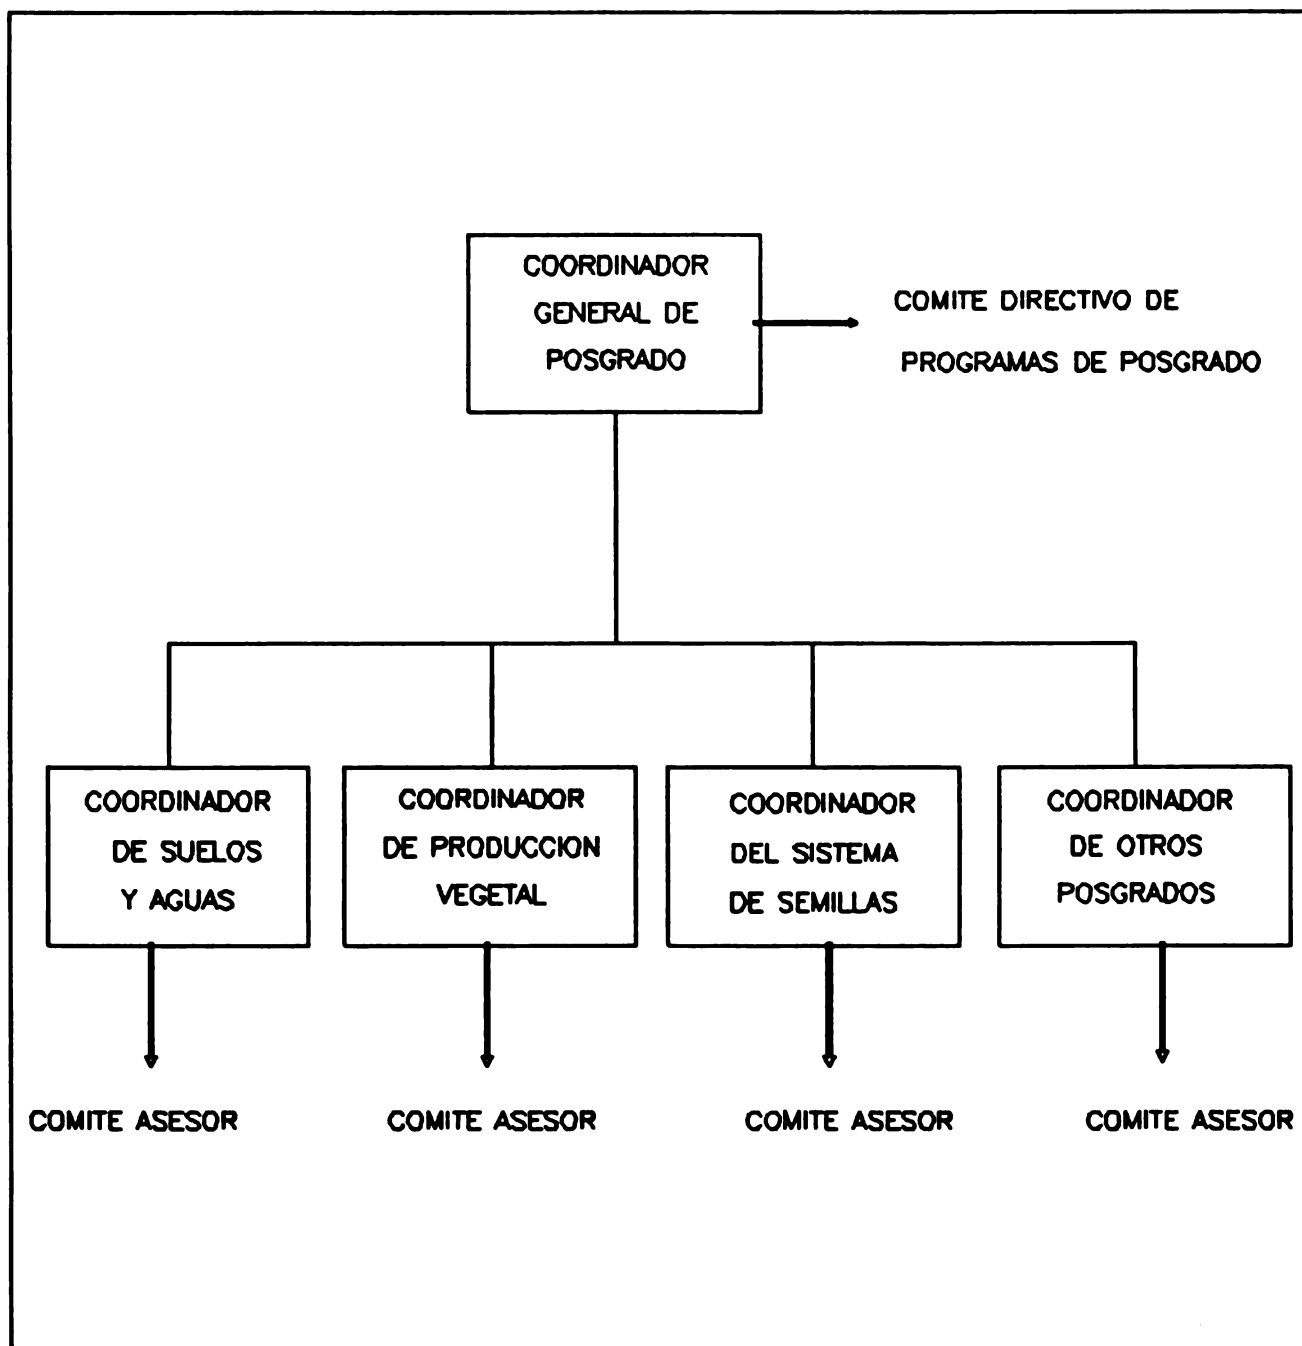 COORDINADOR
GENERAL DE
POSGRADO
COMITE DIRECTIVO DE
PROGRAMAS DE POSGRADO
COORDINADOR
DE SUELOS
Y AGUAS
COORDINADOR
DE PRODUCCION
VEGETAL
COORDINADOR
DEL SISTEMA
DE SEMILLAS
COORDINADOR
DE OTROS
POSGRADOS
COMITE ASESOR
COMITE ASESOR
COMITE ASESOR
COMITE ASESOR